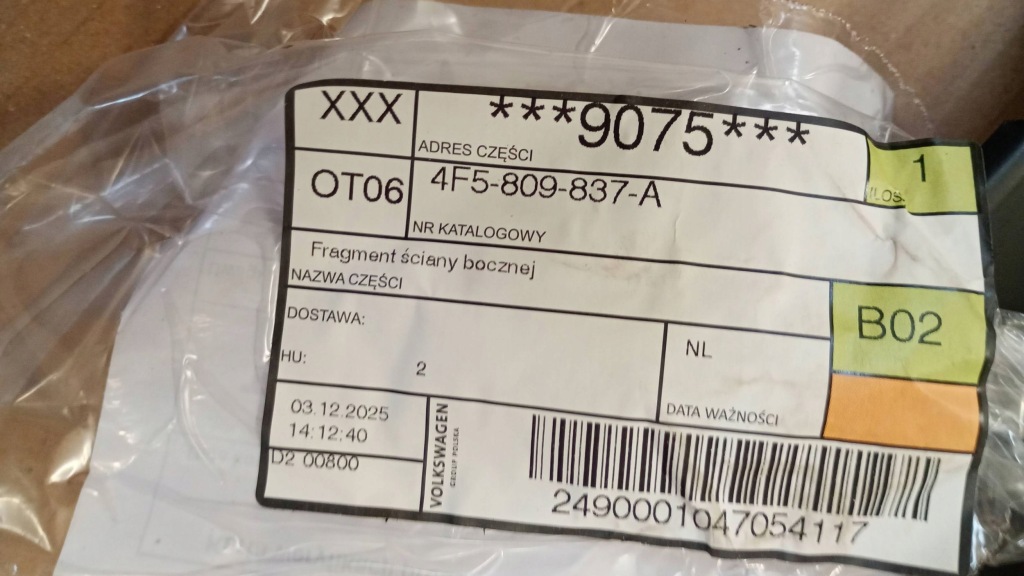 XXX
***9075***
ADRES CZĘŚCI
1
OT06
4F5-809-837-A
NR KATALOGOWY
Fragment ściany bocznej
NAZWA CZĘŚCI
B02
DOSTAWA:
HU:
2
NL
DATA WAŻNOŚCI
03.12.2025
14:12:40
D2 00800
VOLKSWAGEN
GROUP POLSKA
2490001047054117